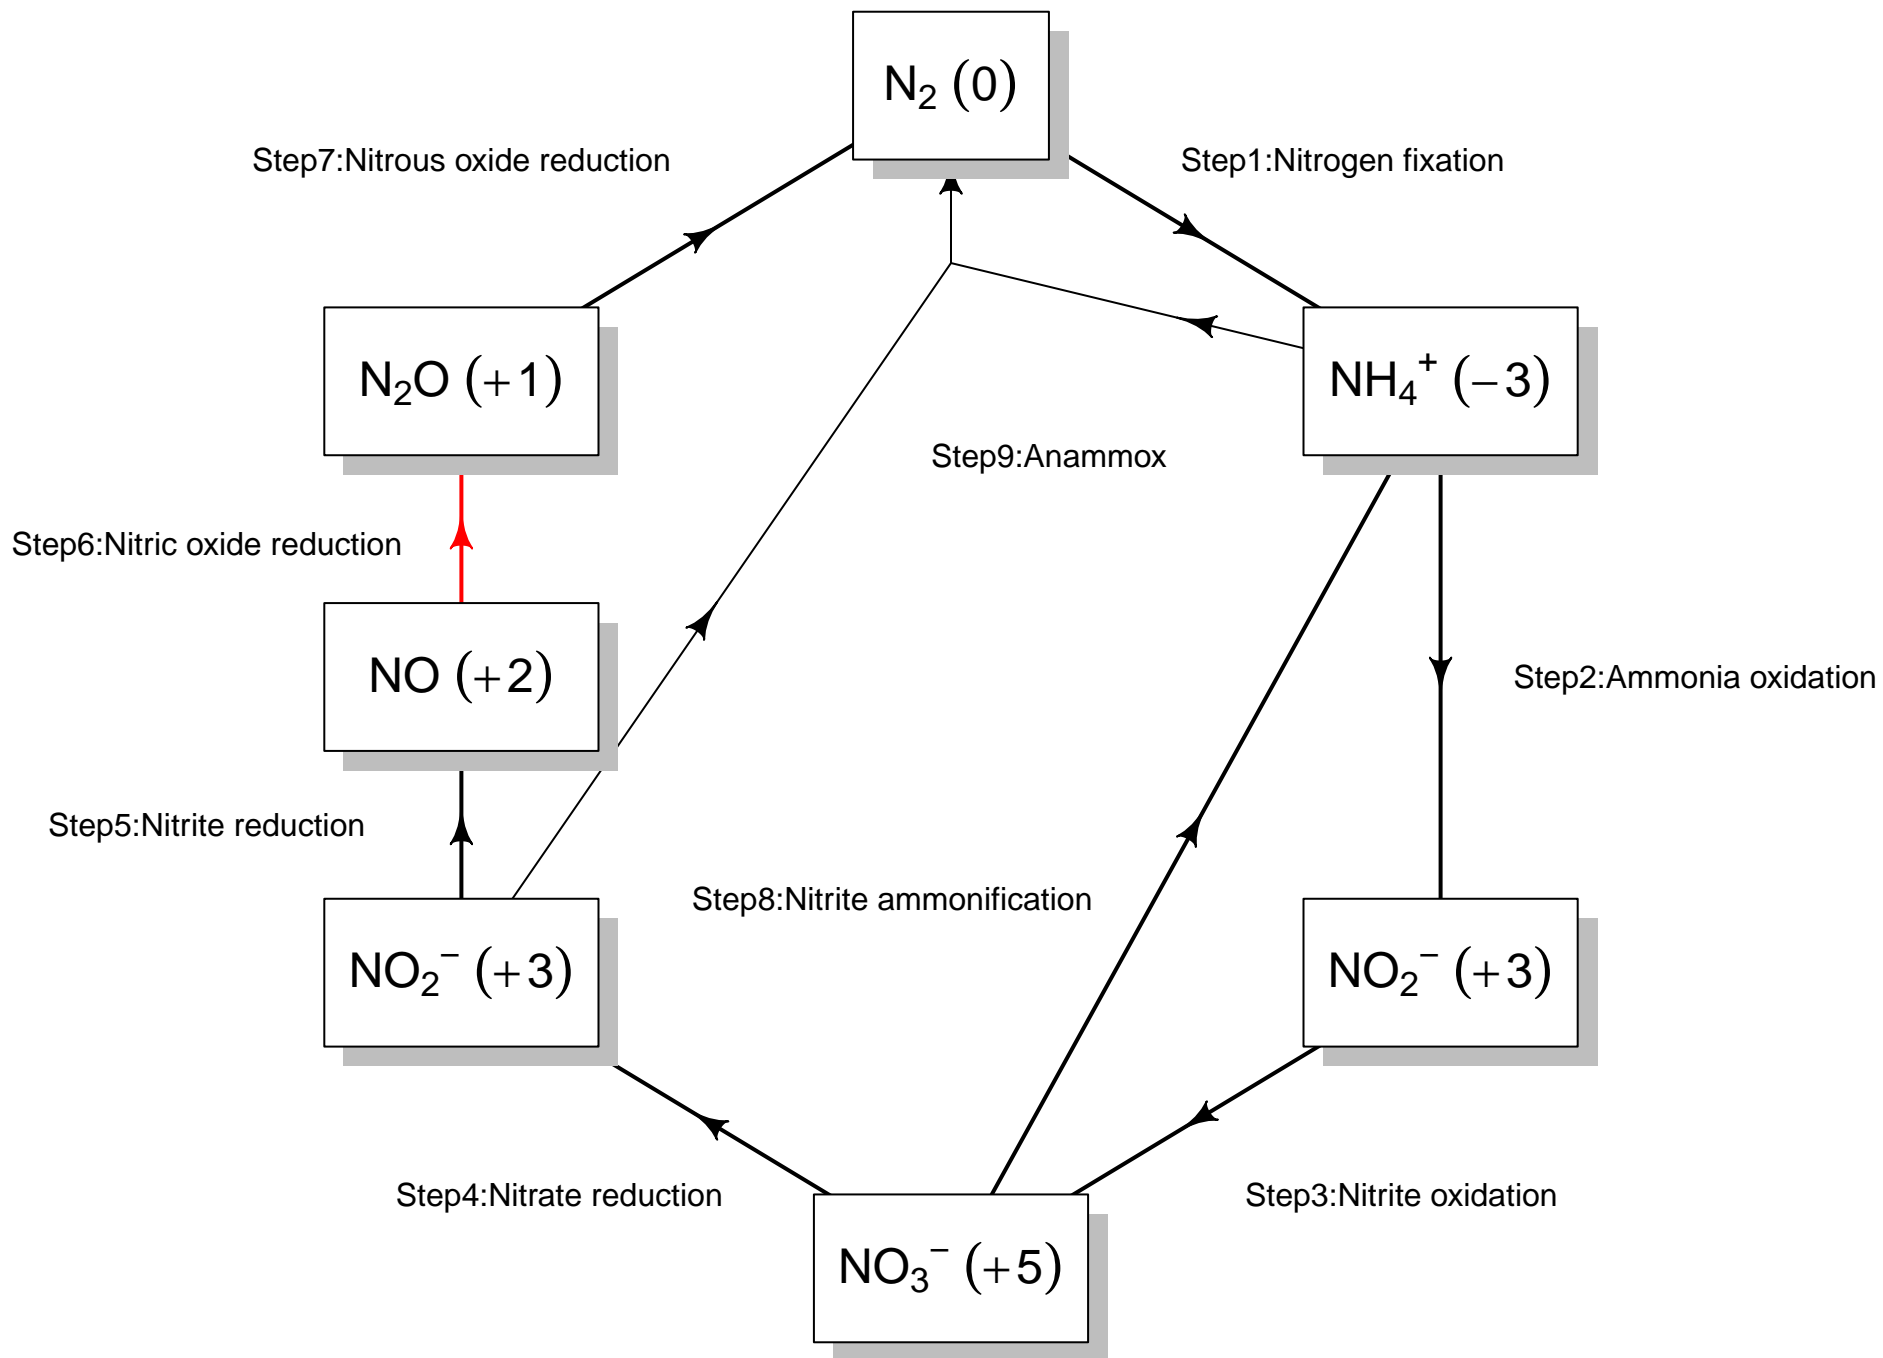 N₂ (0)
Step7:Nitrous oxide reduction
Step1:Nitrogen fixation
N₂O (+1)
NH₄⁺ (−3)
Step9:Anammox
Step6:Nitric oxide reduction
NO (+2)
Step2:Ammonia oxidation
Step5:Nitrite reduction
Step8:Nitrite ammonification
NO₂⁻ (+3)
NO₂⁻ (+3)
Step4:Nitrate reduction
Step3:Nitrite oxidation
NO₃⁻ (+5)